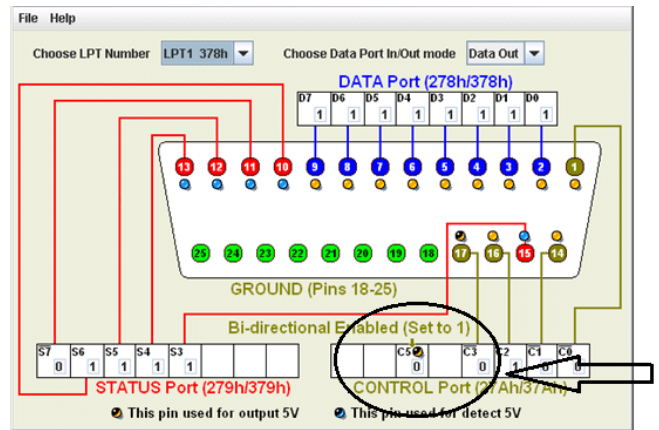 File Help
Choose LPT Number LPT1 378h Choose Data Port In/Out mode Data Out
DATA Port (278h/378h)
D7 D6 D5 D4 D3 D2 D1 D0
1 1 1 1 1 1 1 1
13 12 11 10 9 8 7 6 5 4 3 2 1
25 24 23 22 21 20 19 18 17 16 15 14
GROUND (Pins 18-25)
Bi-directional Enabled (Set to 1)
S7 S6 S5 S4 S3 C5 C3 C2 C1 C0
0 1 1 1 1 0 0 1 0 0
STATUS Port (279h/379h) CONTROL Port (27Ah/37Ah)
This pin used for output 5V This pin used for detect 5V